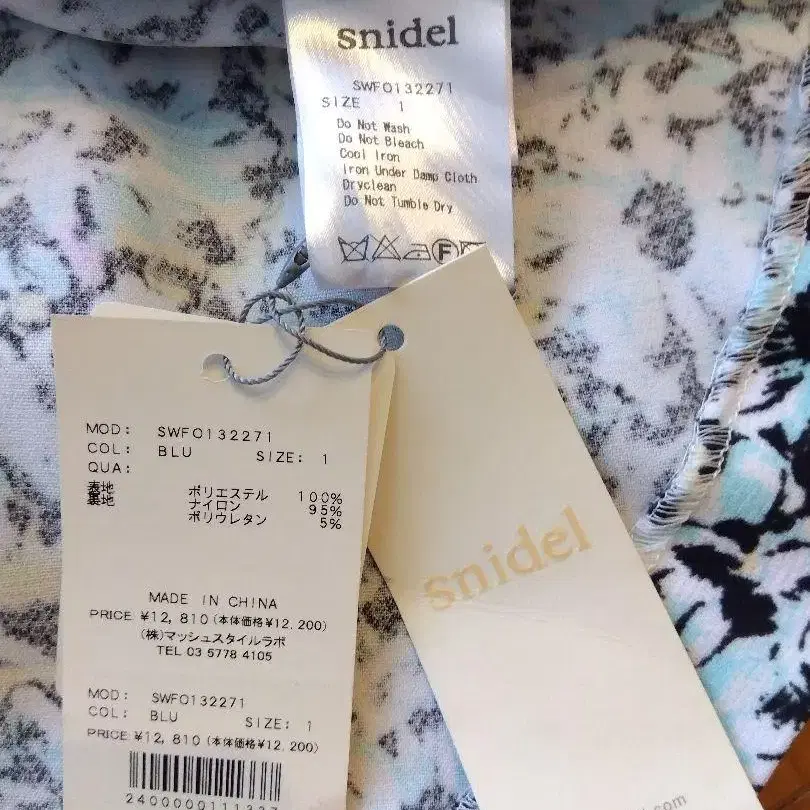 snidel
SWFO132271
SIZE 1
Do Not Wash
Do Not Bleach
Cool Iron
Iron Under Damp Cloth
Dryclean
Do Not Tumble Dry
F
MOD: SWFO132271
COL: BLU SIZE: 1
QUA:
表地 ポリエステル 100%
裏地 ナイロン 95%
ポリウレタン 5%
MADE IN CHINA
PRICE ¥12,810(本体価格¥12,200)
(株)マッシュスタイルラボ
TEL 03 5778 4105
MOD: SWFO132271
COL: BLU SIZE: 1
PRICE ¥12,810(本体価格¥12,200)
snidel
.com